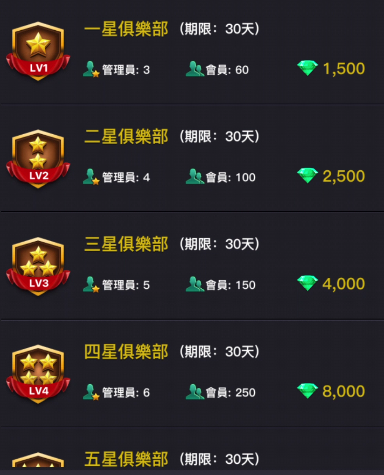 一星俱樂部 (期限：30天)
LV1 管理員: 3 會員: 60 1,500
二星俱樂部 (期限：30天)
LV2 管理員: 4 會員: 100 2,500
三星俱樂部 (期限：30天)
LV3 管理員: 5 會員: 150 4,000
四星俱樂部 (期限：30天)
LV4 管理員: 6 會員: 250 8,000
五星俱樂部 (期限：30天)